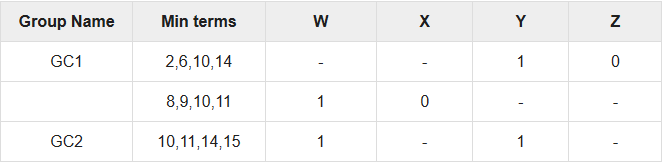 Group Name Min terms W X Y Z
GC1 2,6,10,14 - - 1 0
8,9,10,11 1 0 - -
GC2 10,11,14,15 1 - 1 -